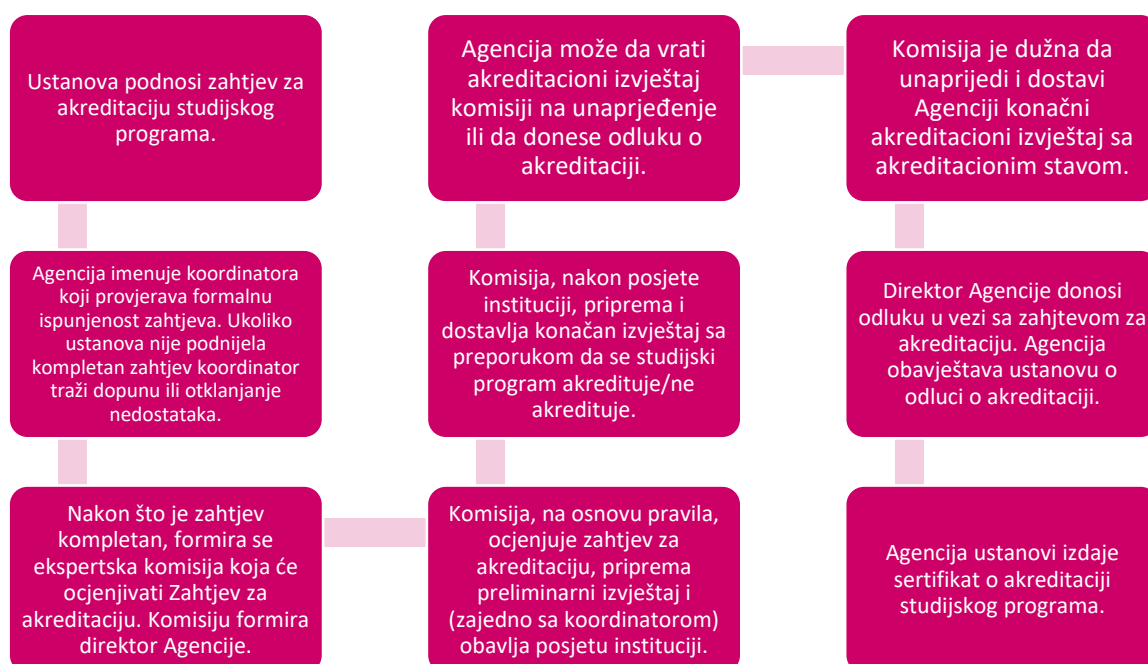 Ustanova podnosi zahtjev za
akreditaciju studijskog
programa.
Agencija imenuje koordinatora
koji provjerava formalnu
ispunjenost zahtjeva. Ukoliko
ustanova nije podnijela
kompletan zahtjev koordinator
traži dopunu ili otklanjanje
nedostataka.
Nakon što je zahtjev
kompletan, formira se
ekspertska komisija koja će
ocjenjivati Zahtjev za
akreditaciju. Komisiju formira
direktor Agencije.
Komisija, na osnovu pravila,
ocjenjuje zahtjev za
akreditaciju, priprema
preliminarni izvještaj i
(zajedno sa koordinatorom)
obavlja posjetu instituciji.
Komisija, nakon posjete
instituciji, priprema i
dostavlja konačan izvještaj sa
preporukom da se studijski
program akredituje/ne
akredituje.
Agencija može da vrati
akreditacioni izvještaj
komisiji na unaprjeđenje
ili da donese odluku o
akreditaciji.
Komisija je dužna da
unaprijedi i dostavi
Agenciji konačni
akreditacioni izvještaj sa
akreditacionim stavom.
Direktor Agencije donosi
odluku u vezi sa zahjtevom za
akreditaciju. Agencija
obavještava ustanovu o
odluci o akreditaciji.
Agencija ustanovi izdaje
sertifikat o akreditaciji
studijskog programa.